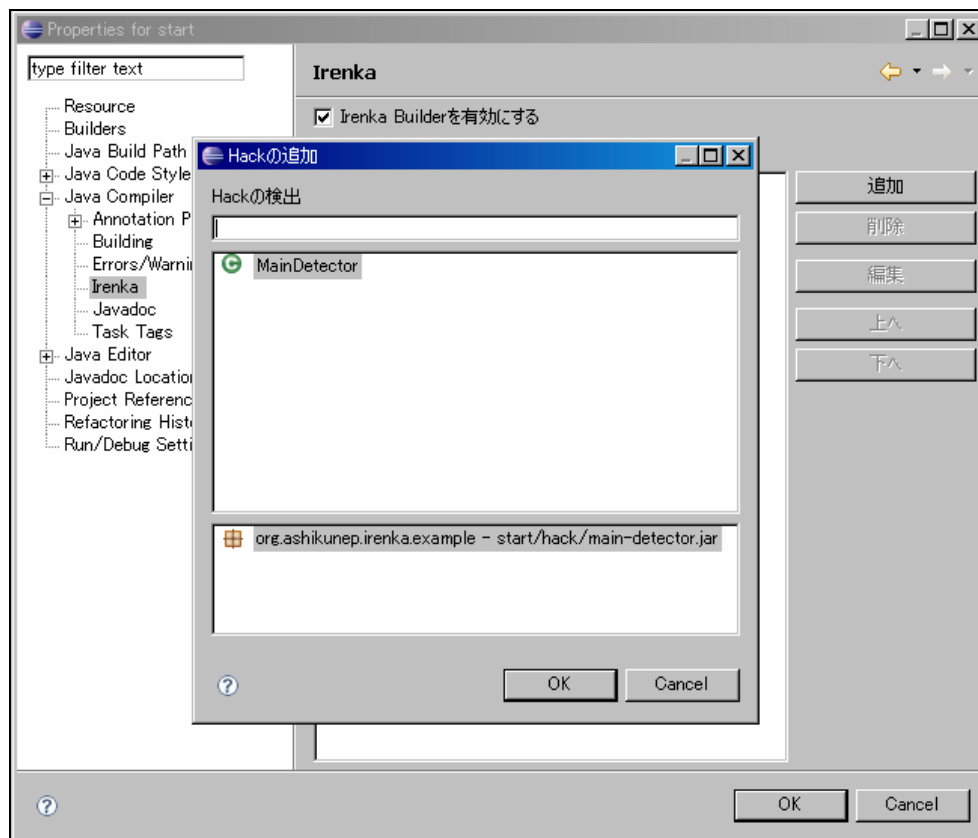 Properties for start
type filter text
Irenka
Resource
Builders
Java Build Path
Java Code Style
Java Compiler
Annotation P
Building
Errors/Warni
Irenka
Javadoc
Task Tags
Java Editor
Javadoc Location
Project Referenc
Refactoring Hist
Run/Debug Setti
Irenka Builderを有効にする
追加
削除
編集
上へ
下へ
Hackの追加
Hackの検出
MainDetector
org.ashikunep.irenka.example - start/hack/main-detector.jar
OK
Cancel
OK
Cancel